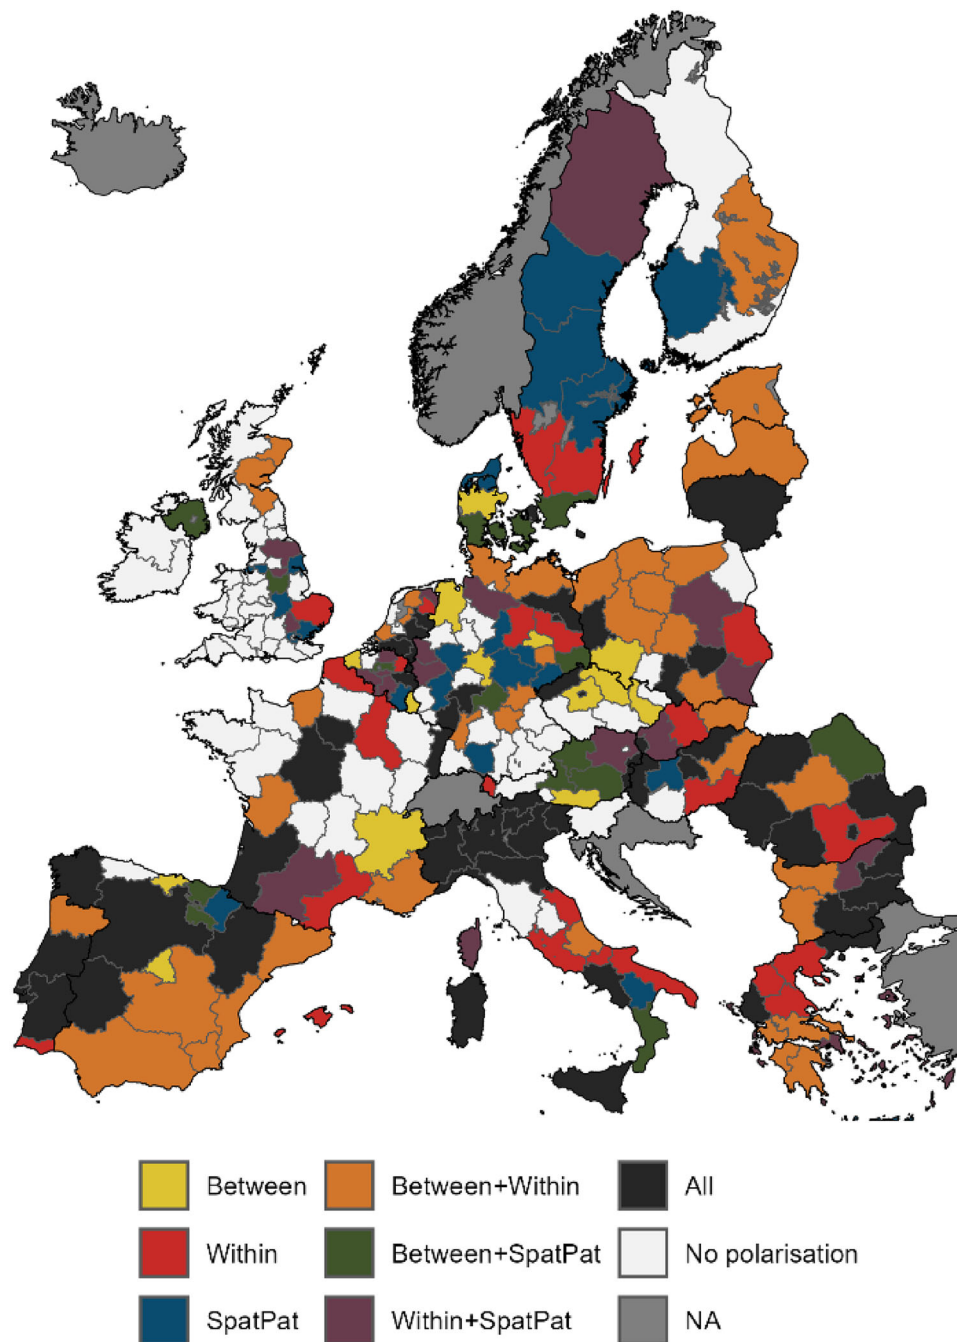 Between
Between+Within
All
Within
Between+SpatPat
No polarisation
SpatPat
Within+SpatPat
NA